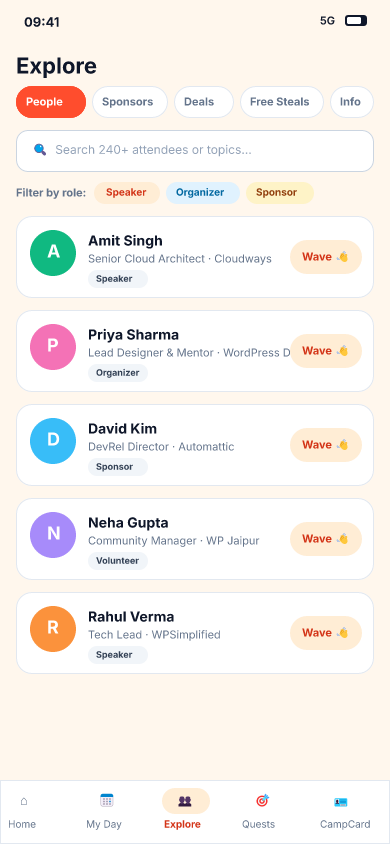 09:41 5G
Explore
People Sponsors Deals Free Steals Info
Search 240+ attendees or topics...
Filter by role: Speaker Organizer Sponsor
A
Amit Singh
Senior Cloud Architect · Cloudways
Speaker
Wave
P
Priya Sharma
Lead Designer & Mentor · WordPress D
Organizer
Wave
D
David Kim
DevRel Director · Automattic
Sponsor
Wave
N
Neha Gupta
Community Manager · WP Jaipur
Volunteer
Wave
R
Rahul Verma
Tech Lead · WPSimplified
Speaker
Wave
Home My Day Explore Quests CampCard